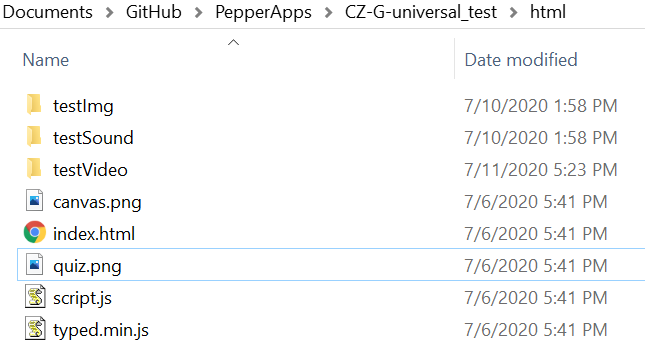 Documents > GitHub > PepperApps > CZ-G-universal_test > html
Name Date modified
testImg 7/10/2020 1:58 PM
testSound 7/10/2020 1:58 PM
testVideo 7/11/2020 5:23 PM
canvas.png 7/6/2020 5:41 PM
index.html 7/6/2020 5:41 PM
quiz.png 7/6/2020 5:41 PM
script.js 7/6/2020 5:41 PM
typed.min.js 7/6/2020 5:41 PM